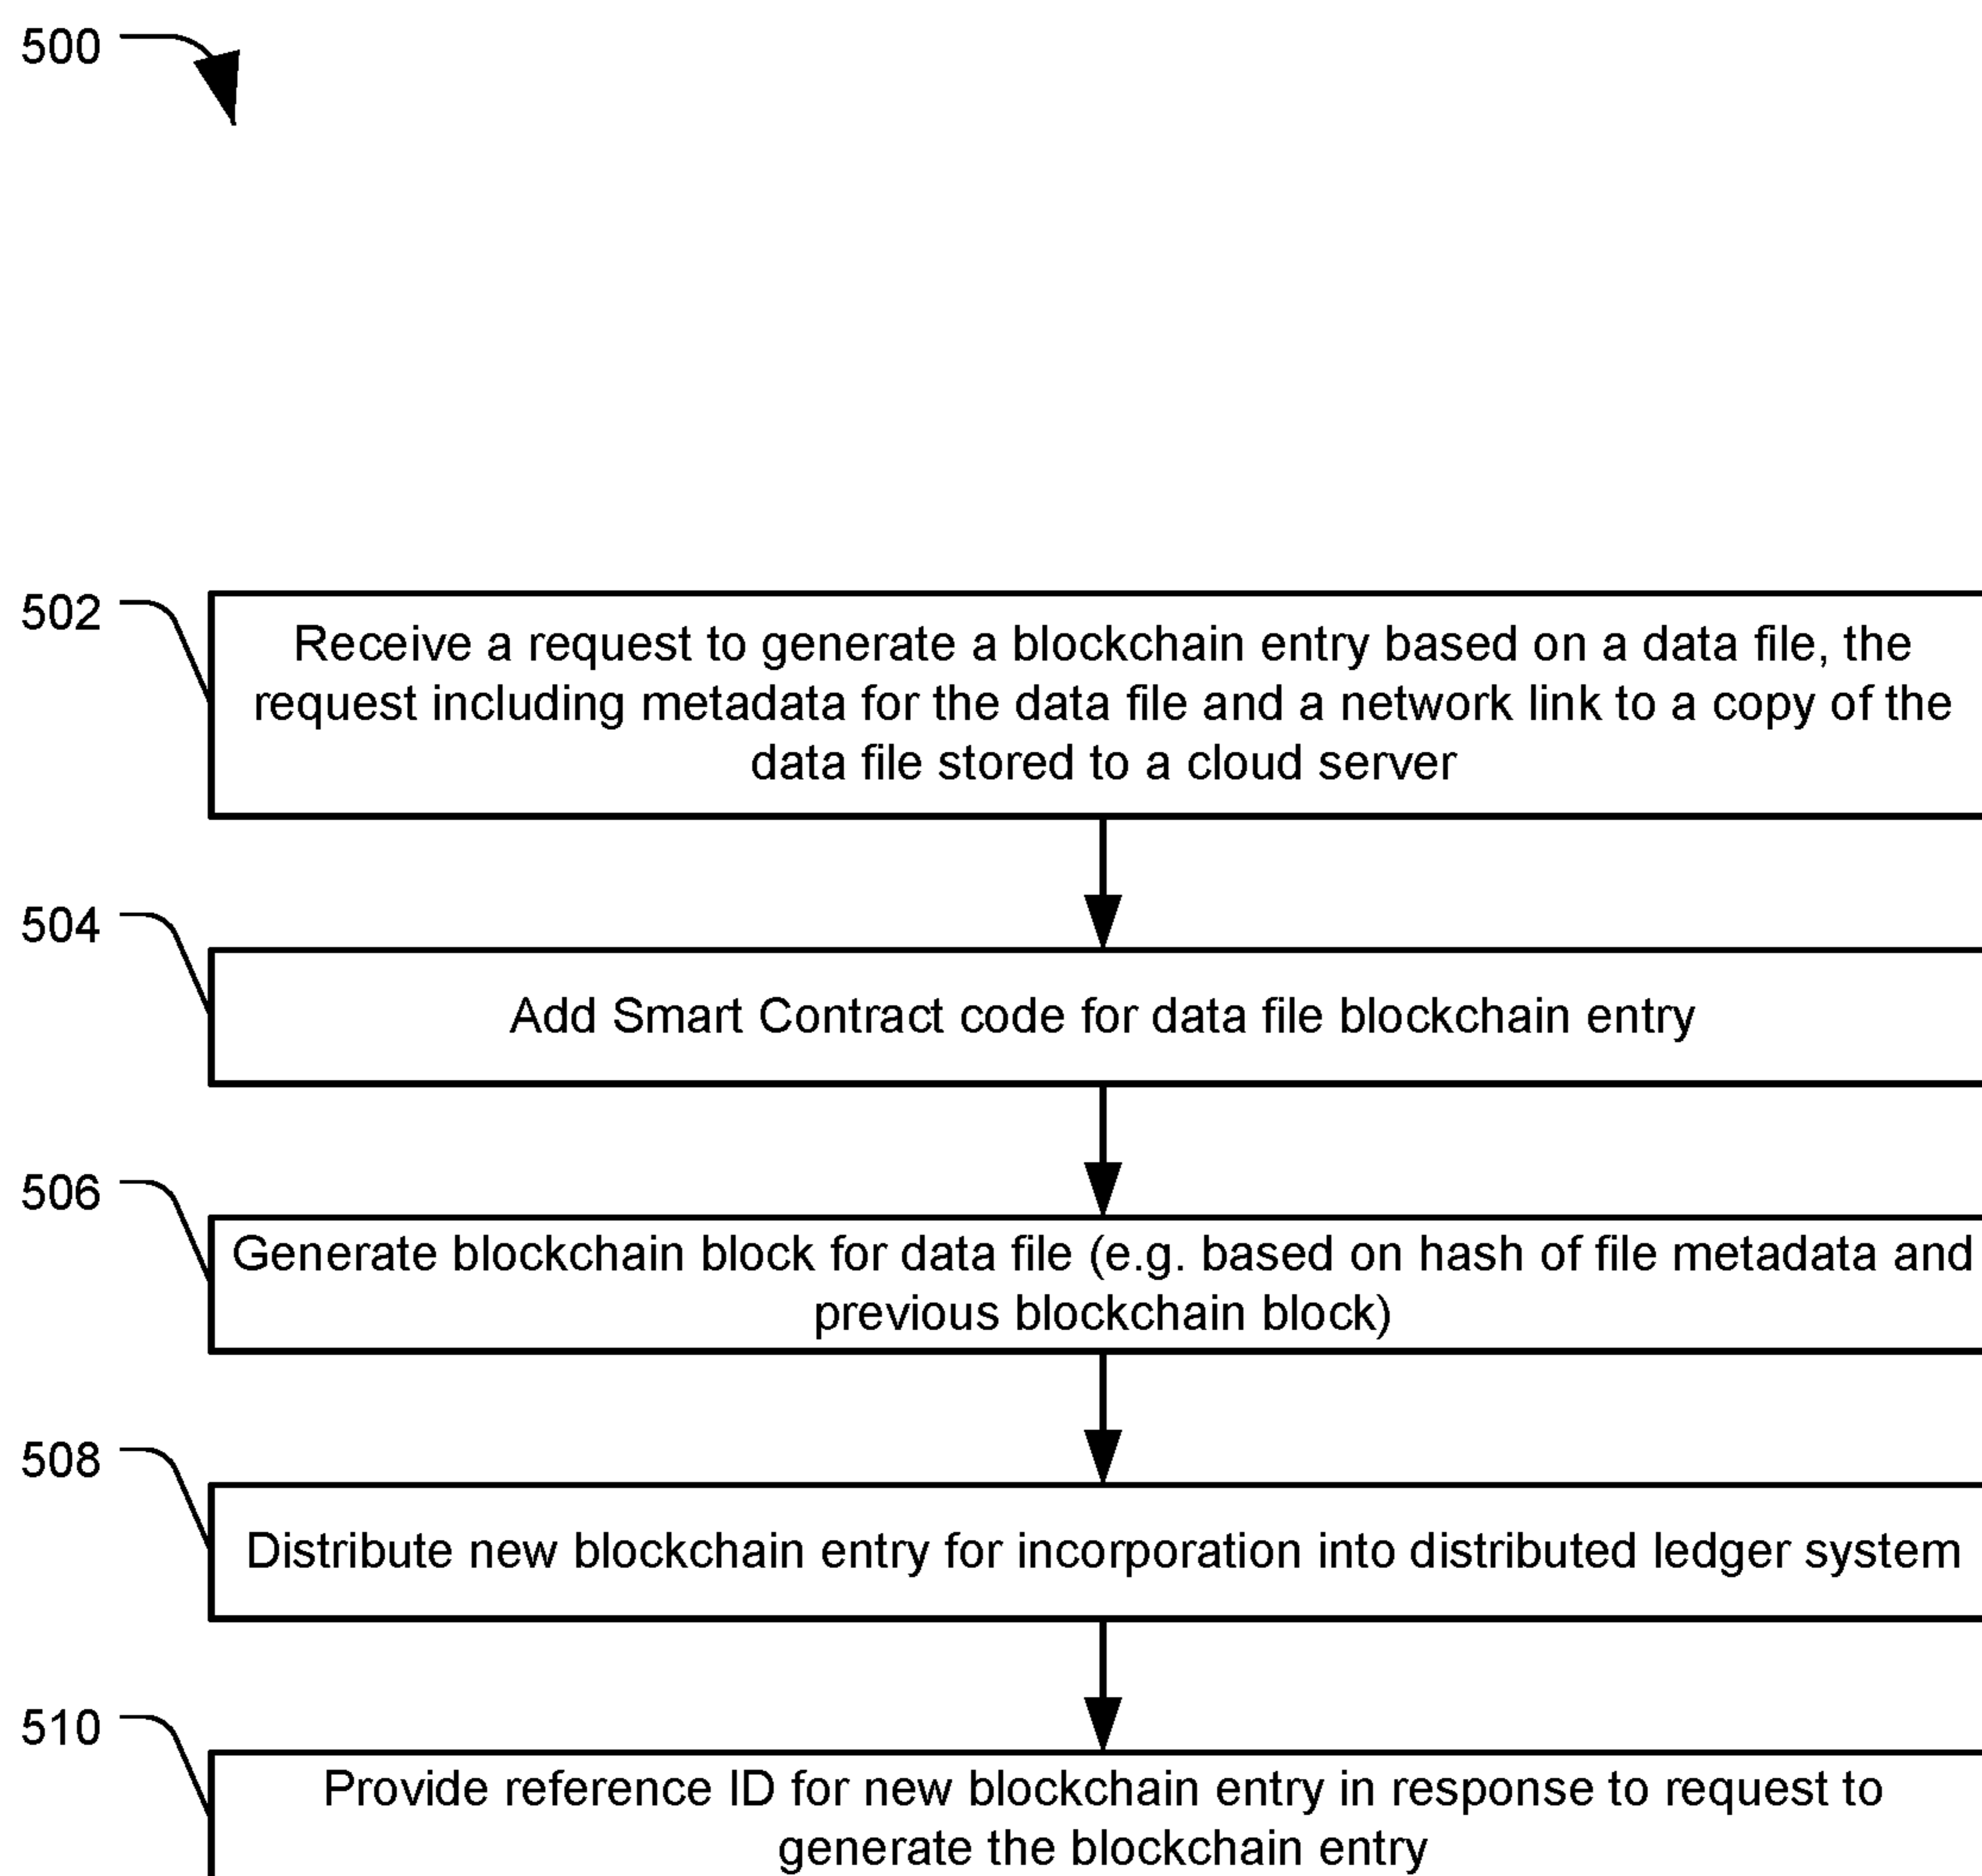 500
502
Receive a request to generate a blockchain entry based on a data file, the
request including metadata for the data file and a network link to a copy of the
data file stored to a cloud server
504
Add Smart Contract code for data file blockchain entry
506
Generate blockchain block for data file (e.g. based on hash of file metadata and
previous blockchain block)
508
Distribute new blockchain entry for incorporation into distributed ledger system
510
Provide reference ID for new blockchain entry in response to request to
generate the blockchain entry